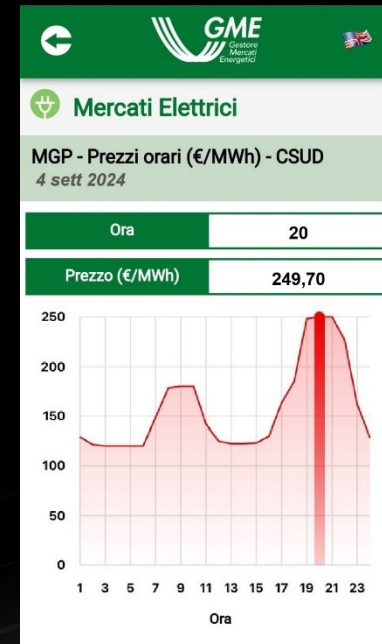 GME
Gestore
Mercati
Energetici
Mercati Elettrici
MGP - Prezzi orari (€/MWh) - CSUD
4 sett 2024
Ora 20
Prezzo (€/MWh) 249,70
250
200
150
100
50
0
1 3 5 7 9 11 13 15 17 19 21 23
Ora